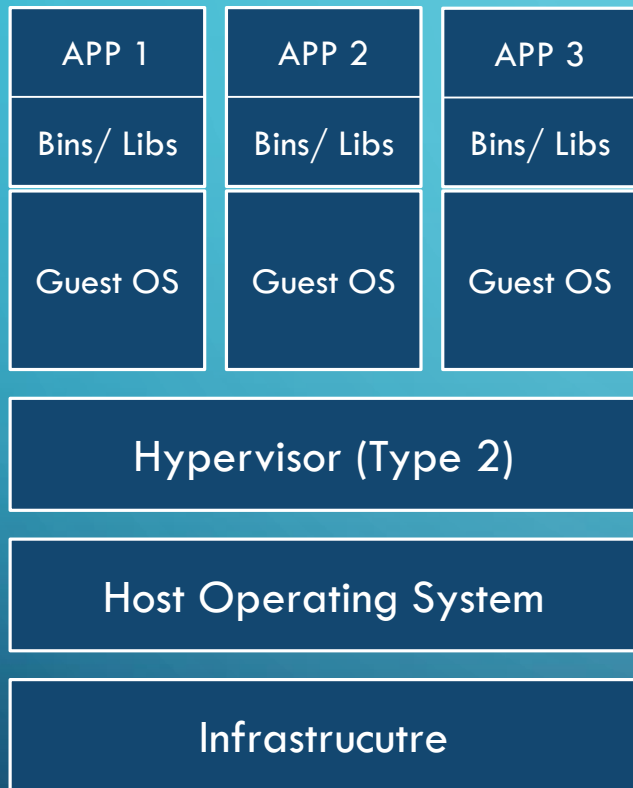 APP 1
APP 2
APP 3
Bins/ Libs
Bins/ Libs
Bins/ Libs
Guest OS
Guest OS
Guest OS
Hypervisor (Type 2)
Host Operating System
Infrastrucutre